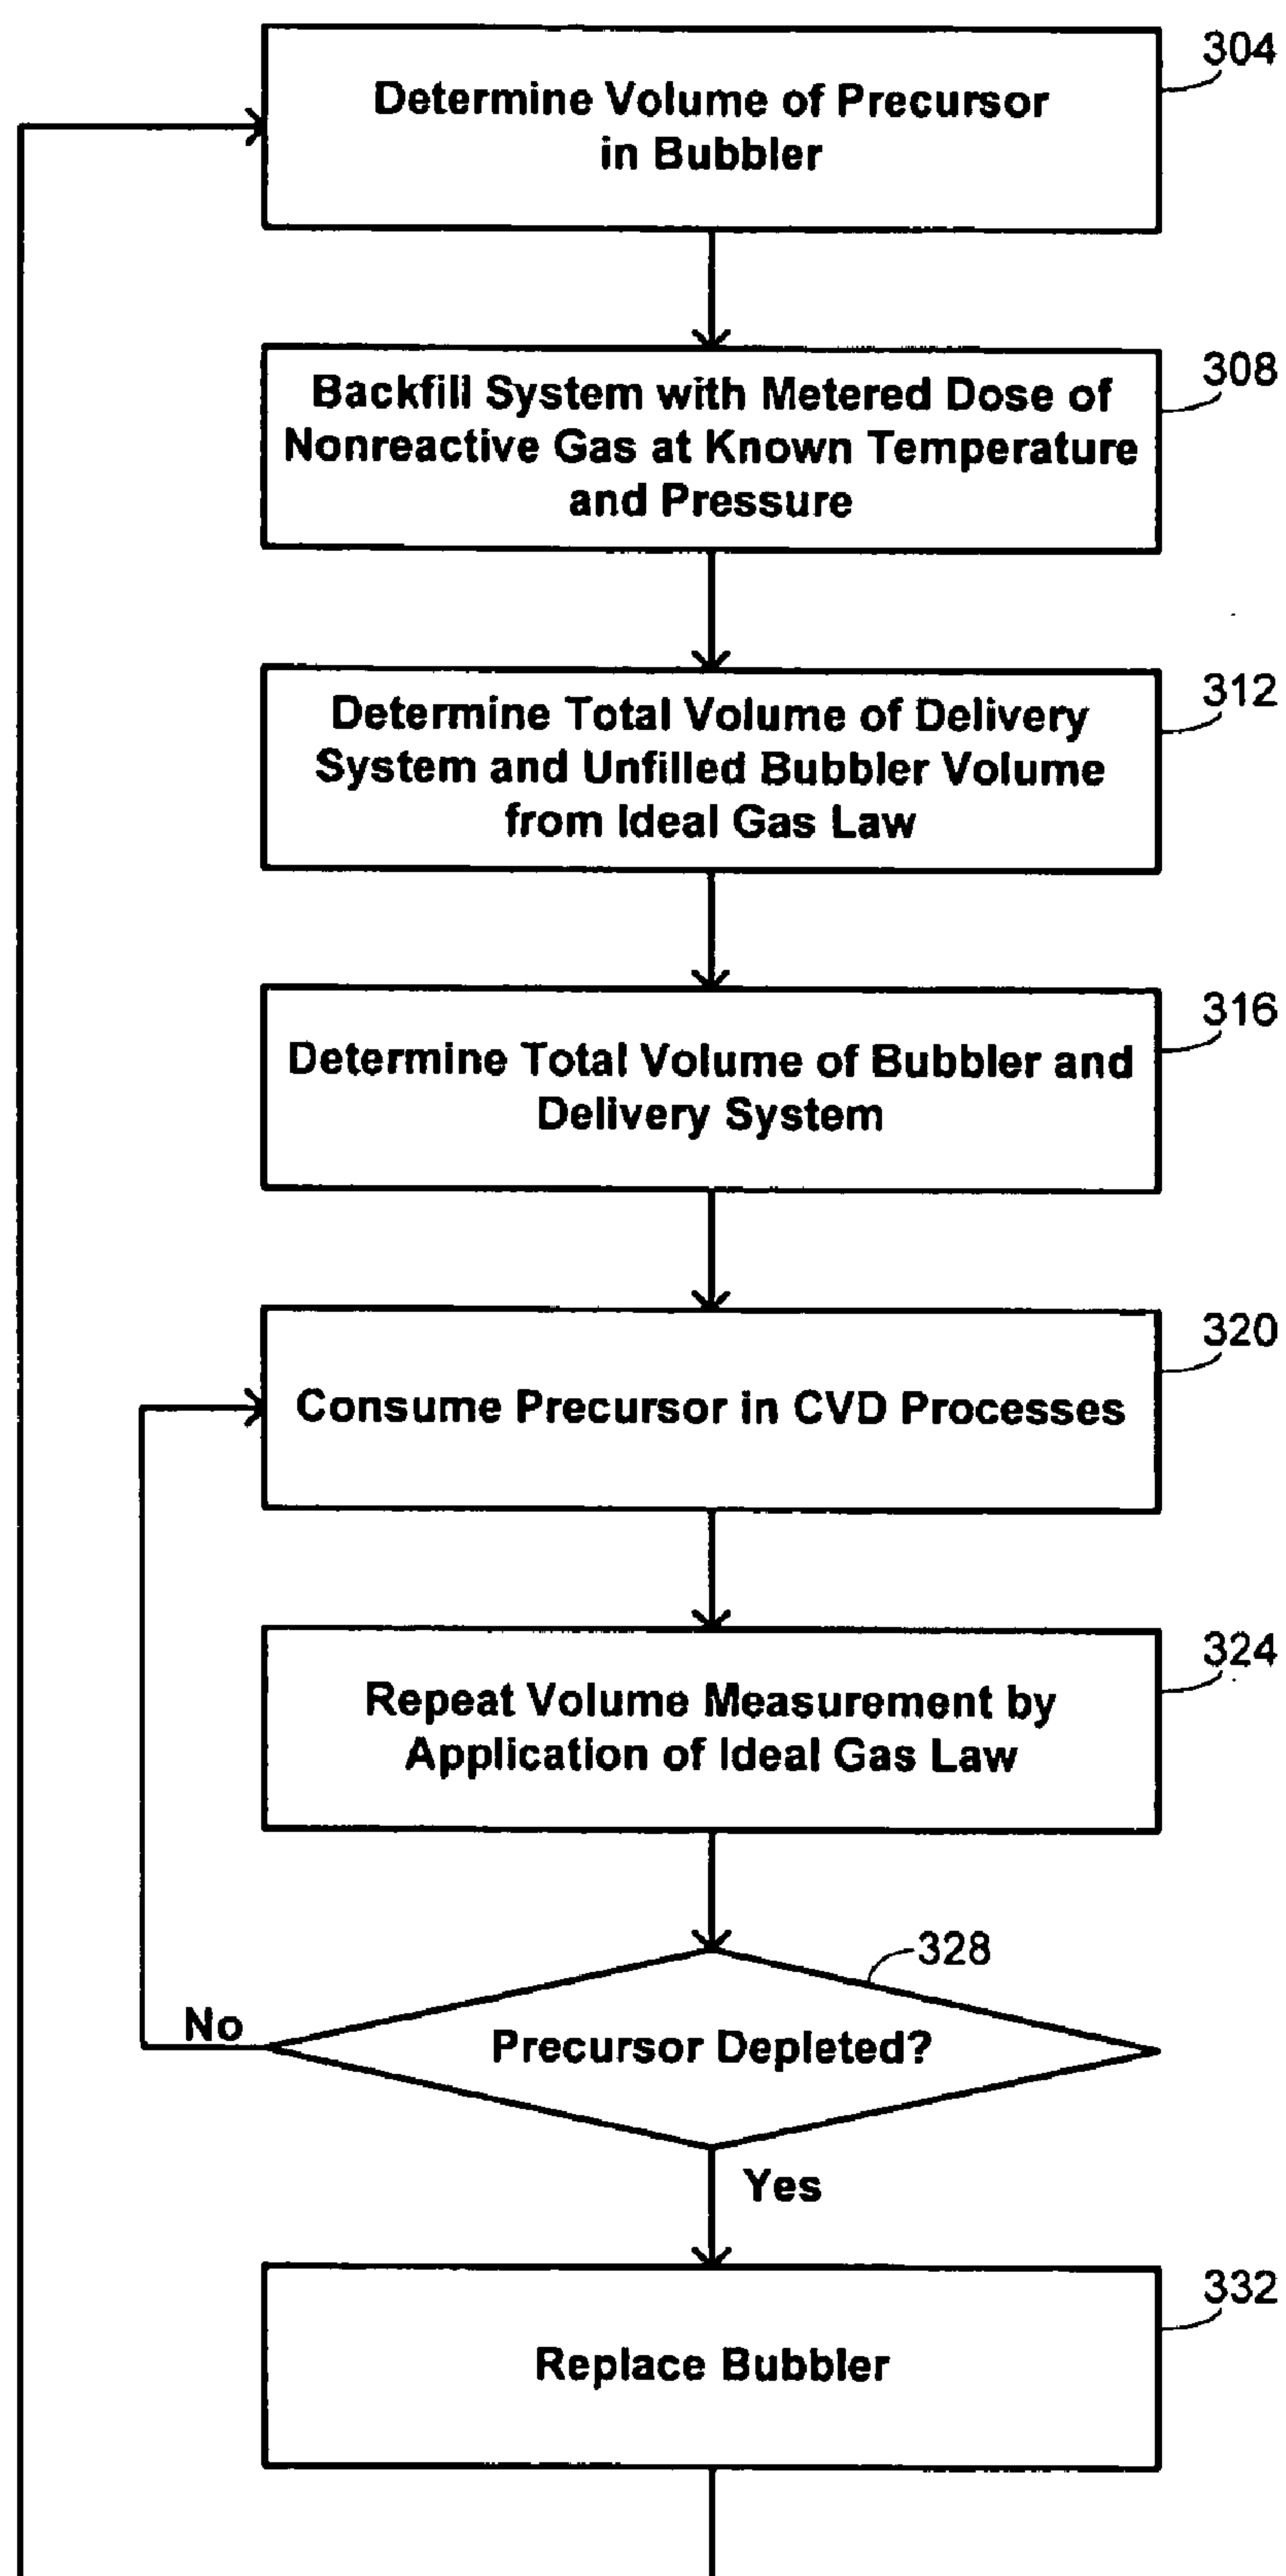 304
Determine Volume of Precursor
in Bubbler
308
Backfill System with Metered Dose of
Nonreactive Gas at Known Temperature
and Pressure
312
Determine Total Volume of Delivery
System and Unfilled Bubbler Volume
from Ideal Gas Law
316
Determine Total Volume of Bubbler and
Delivery System
320
Consume Precursor in CVD Processes
324
Repeat Volume Measurement by
Application of Ideal Gas Law
328
No
Precursor Depleted?
Yes
332
Replace Bubbler